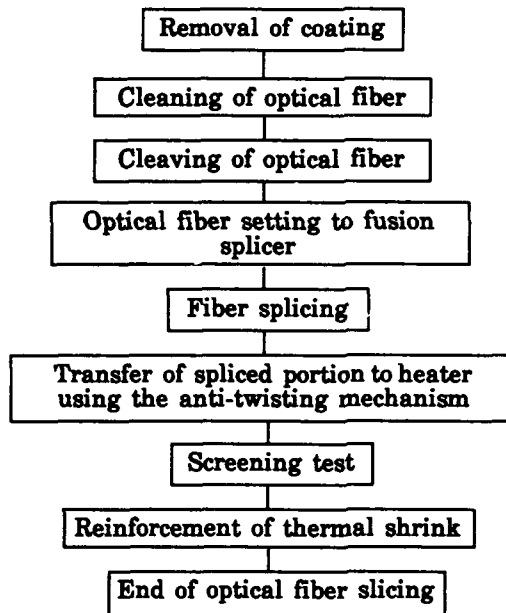 Removal of coating
Cleaning of optical fiber
Cleaving of optical fiber
Optical fiber setting to fusion
splicer
Fiber splicing
Transfer of spliced portion to heater
using the anti-twisting mechanism
Screening test
Reinforcement of thermal shrink
End of optical fiber slicing